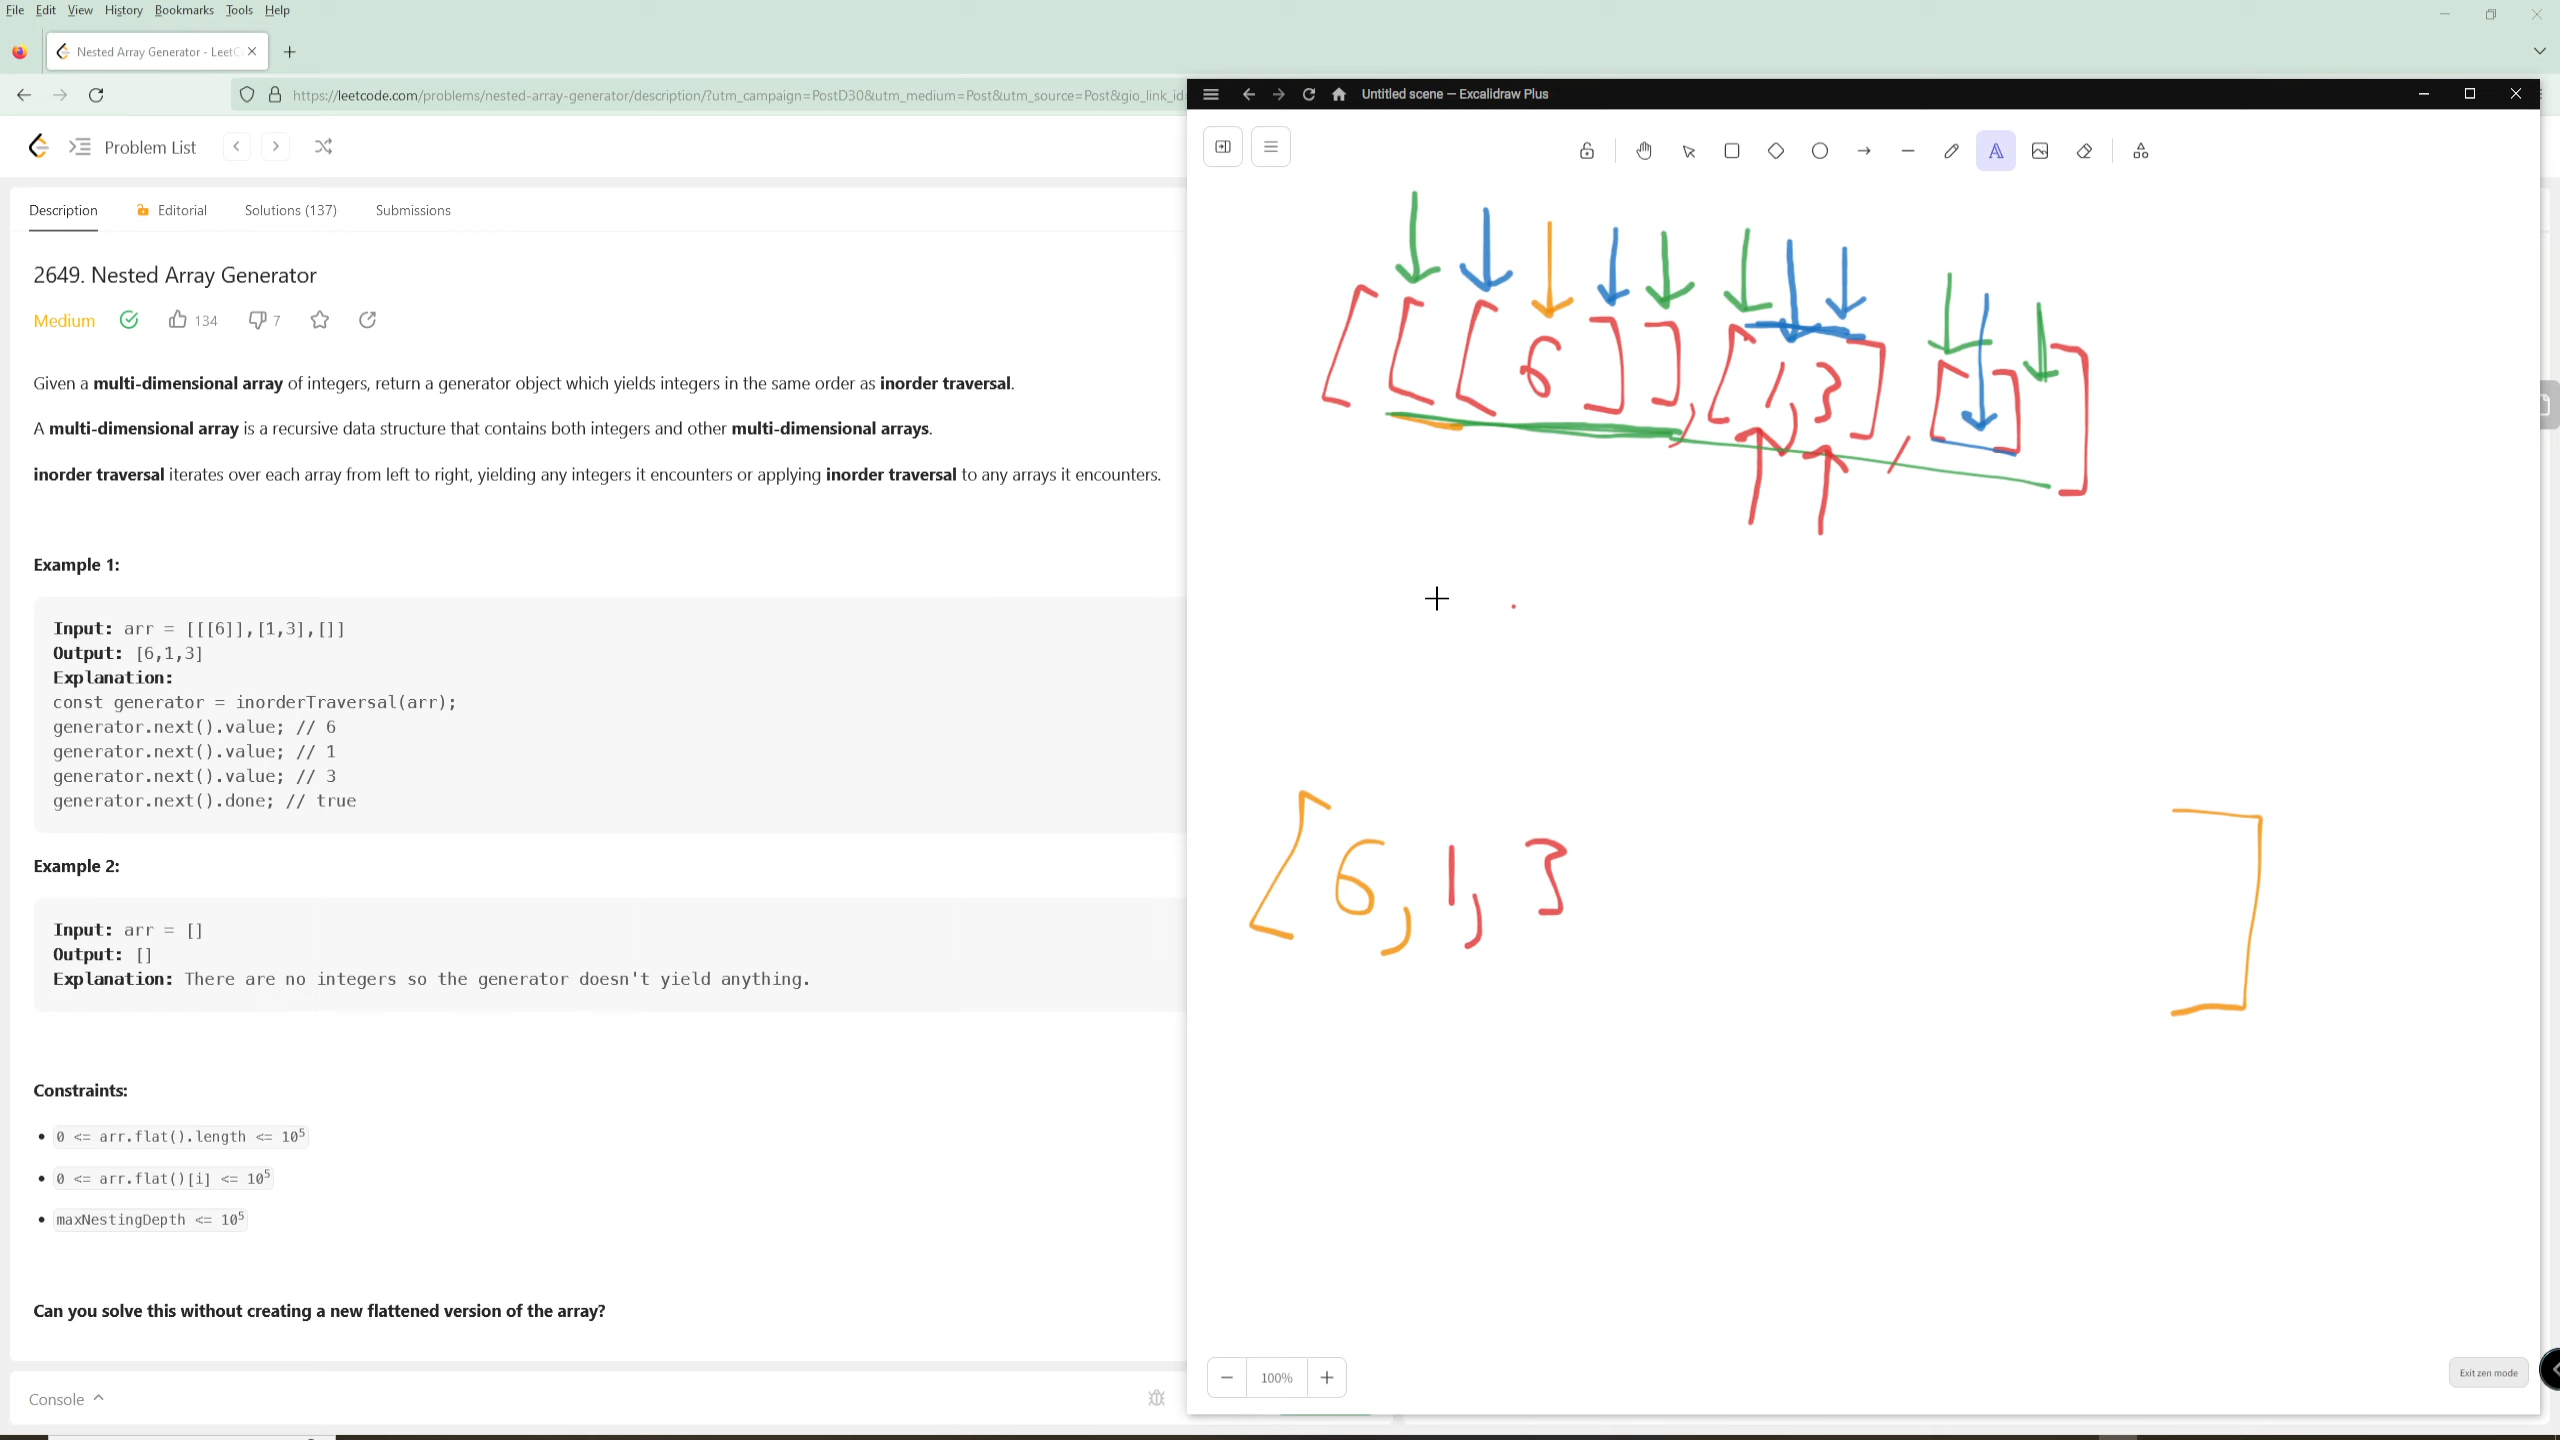 File Edit View History Bookmarks Tools Help
Nested Array Generator - LeetC
https://leetcode.com/problems/nested-array-generator/description/?utm_campaign=PostD30&utm_medium=Post&utm_source=Post&gio_link_id
Untitled scene — Excalidraw Plus
Problem List
Description Editorial Solutions (137) Submissions
2649. Nested Array Generator
Medium 134 7
Given a multi-dimensional array of integers, return a generator object which yields integers in the same order as inorder traversal.
A multi-dimensional array is a recursive data structure that contains both integers and other multi-dimensional arrays.
inorder traversal iterates over each array from left to right, yielding any integers it encounters or applying inorder traversal to any arrays it encounters.
Example 1:
Input: arr = [[[6]],[1,3],[]]
Output: [6,1,3]
Explanation:
const generator = inorderTraversal(arr);
generator.next().value; // 6
generator.next().value; // 1
generator.next().value; // 3
generator.next().done; // true
Example 2:
Input: arr = []
Output: []
Explanation: There are no integers so the generator doesn't yield anything.
Constraints:
• 0 <= arr.flat().length <= 10⁵
• 0 <= arr.flat()[i] <= 10⁵
• maxNestingDepth <= 10⁵
Can you solve this without creating a new flattened version of the array?
Console
[[[6]],[1,3],[]]
[6,1,3]
100%
Exit zen mode